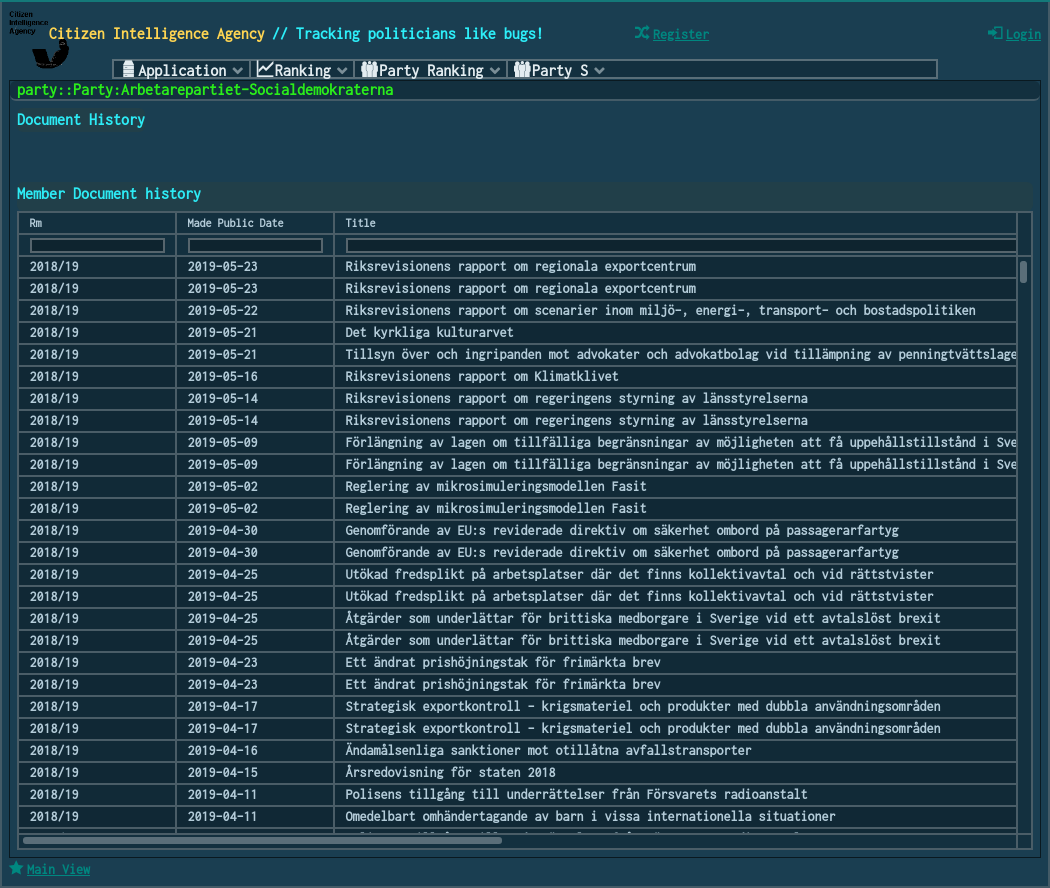 Citizen
Intelligence
Agency
Citizen Intelligence Agency // Tracking politicians like bugs!
Register
Login
Application Ranking Party Ranking Party S
party::Party:Arbetarepartiet-Socialdemokraterna
Document History
Member Document history
Rm Made Public Date Title
2018/19 2019-05-23 Riksrevisionens rapport om regionala exportcentrum
2018/19 2019-05-23 Riksrevisionens rapport om regionala exportcentrum
2018/19 2019-05-22 Riksrevisionens rapport om scenarier inom miljö-, energi-, transport- och bostadspolitiken
2018/19 2019-05-21 Det kyrkliga kulturarvet
2018/19 2019-05-21 Tillsyn över och ingripanden mot advokater och advokatbolag vid tillämpning av penningtvättslage
2018/19 2019-05-16 Riksrevisionens rapport om Klimatklivet
2018/19 2019-05-14 Riksrevisionens rapport om regeringens styrning av länsstyrelserna
2018/19 2019-05-14 Riksrevisionens rapport om regeringens styrning av länsstyrelserna
2018/19 2019-05-09 Förlängning av lagen om tillfälliga begränsningar av möjligheten att få uppehållstillstånd i Sve
2018/19 2019-05-09 Förlängning av lagen om tillfälliga begränsningar av möjligheten att få uppehållstillstånd i Sve
2018/19 2019-05-02 Reglering av mikrosimuleringsmodellen Fasit
2018/19 2019-05-02 Reglering av mikrosimuleringsmodellen Fasit
2018/19 2019-04-30 Genomförande av EU:s reviderade direktiv om säkerhet ombord på passagerarfartyg
2018/19 2019-04-30 Genomförande av EU:s reviderade direktiv om säkerhet ombord på passagerarfartyg
2018/19 2019-04-25 Utökad fredsplikt på arbetsplatser där det finns kollektivavtal och vid rättstvister
2018/19 2019-04-25 Utökad fredsplikt på arbetsplatser där det finns kollektivavtal och vid rättstvister
2018/19 2019-04-25 Åtgärder som underlättar för brittiska medborgare i Sverige vid ett avtalslöst brexit
2018/19 2019-04-25 Åtgärder som underlättar för brittiska medborgare i Sverige vid ett avtalslöst brexit
2018/19 2019-04-23 Ett ändrat prishöjningstak för frimärkta brev
2018/19 2019-04-23 Ett ändrat prishöjningstak för frimärkta brev
2018/19 2019-04-17 Strategisk exportkontroll - krigsmateriel och produkter med dubbla användningsområden
2018/19 2019-04-17 Strategisk exportkontroll - krigsmateriel och produkter med dubbla användningsområden
2018/19 2019-04-16 Ändamålsenliga sanktioner mot otillåtna avfallstransporter
2018/19 2019-04-15 Årsredovisning för staten 2018
2018/19 2019-04-11 Polisens tillgång till underrättelser från Försvarets radioanstalt
2018/19 2019-04-11 Omedelbart omhändertagande av barn i vissa internationella situationer
Main View